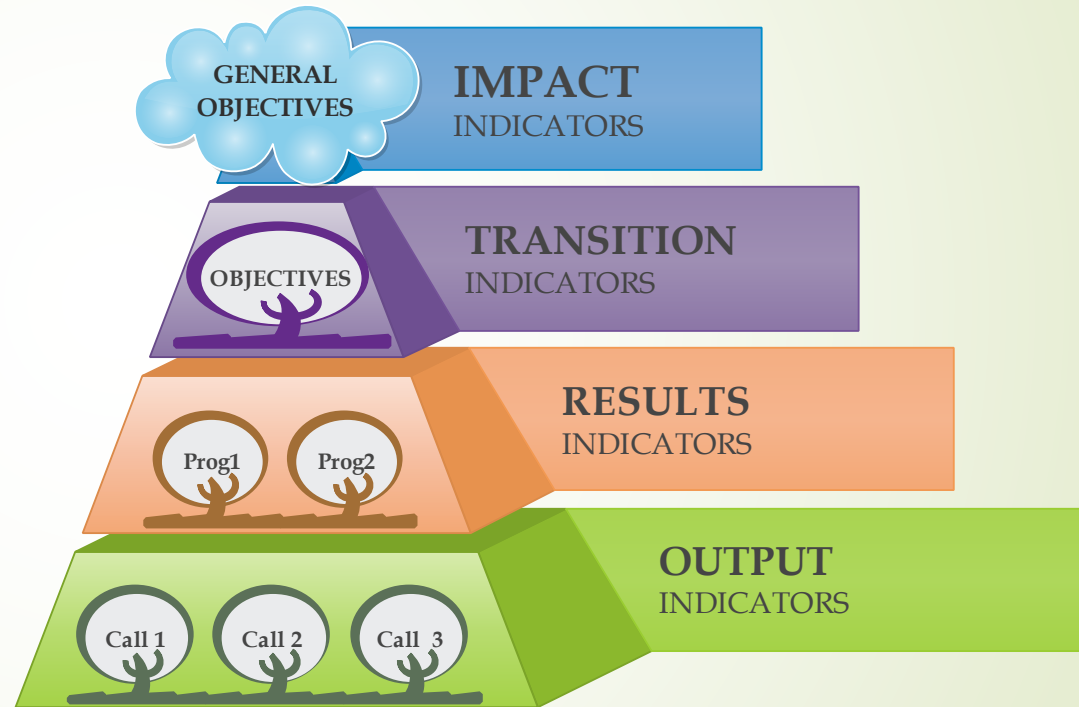 GENERAL
OBJECTIVES
IMPACT
INDICATORS
OBJECTIVES
TRANSITION
INDICATORS
Prog1 Prog2
RESULTS
INDICATORS
Call 1 Call 2 Call 3
OUTPUT
INDICATORS